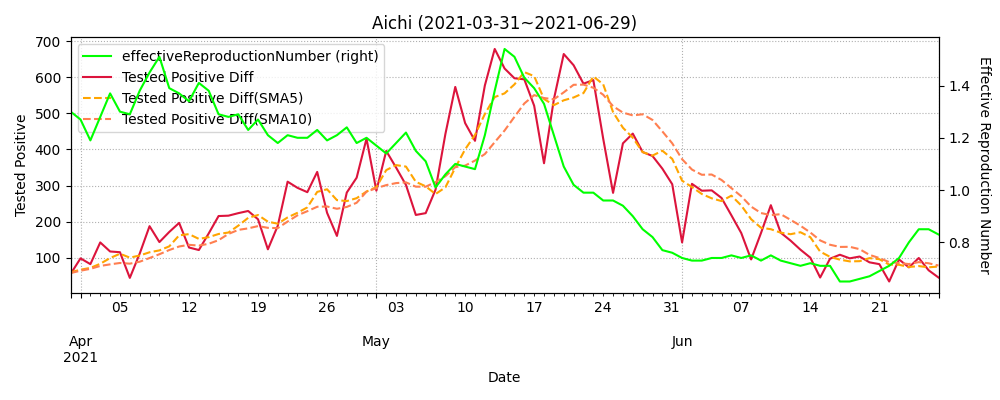 Aichi (2021-03-31~2021-06-29)
effectiveReproductionNumber (right)
Tested Positive Diff
Tested Positive Diff(SMA5)
Tested Positive Diff(SMA10)
700
600
500
400
300
200
100
Tested Positive
1.4
1.2
1.0
0.8
Effective Reproduction Number
05 12 19 26 03 10 17 24 31 07 14 21
Apr May Jun
2021
Date